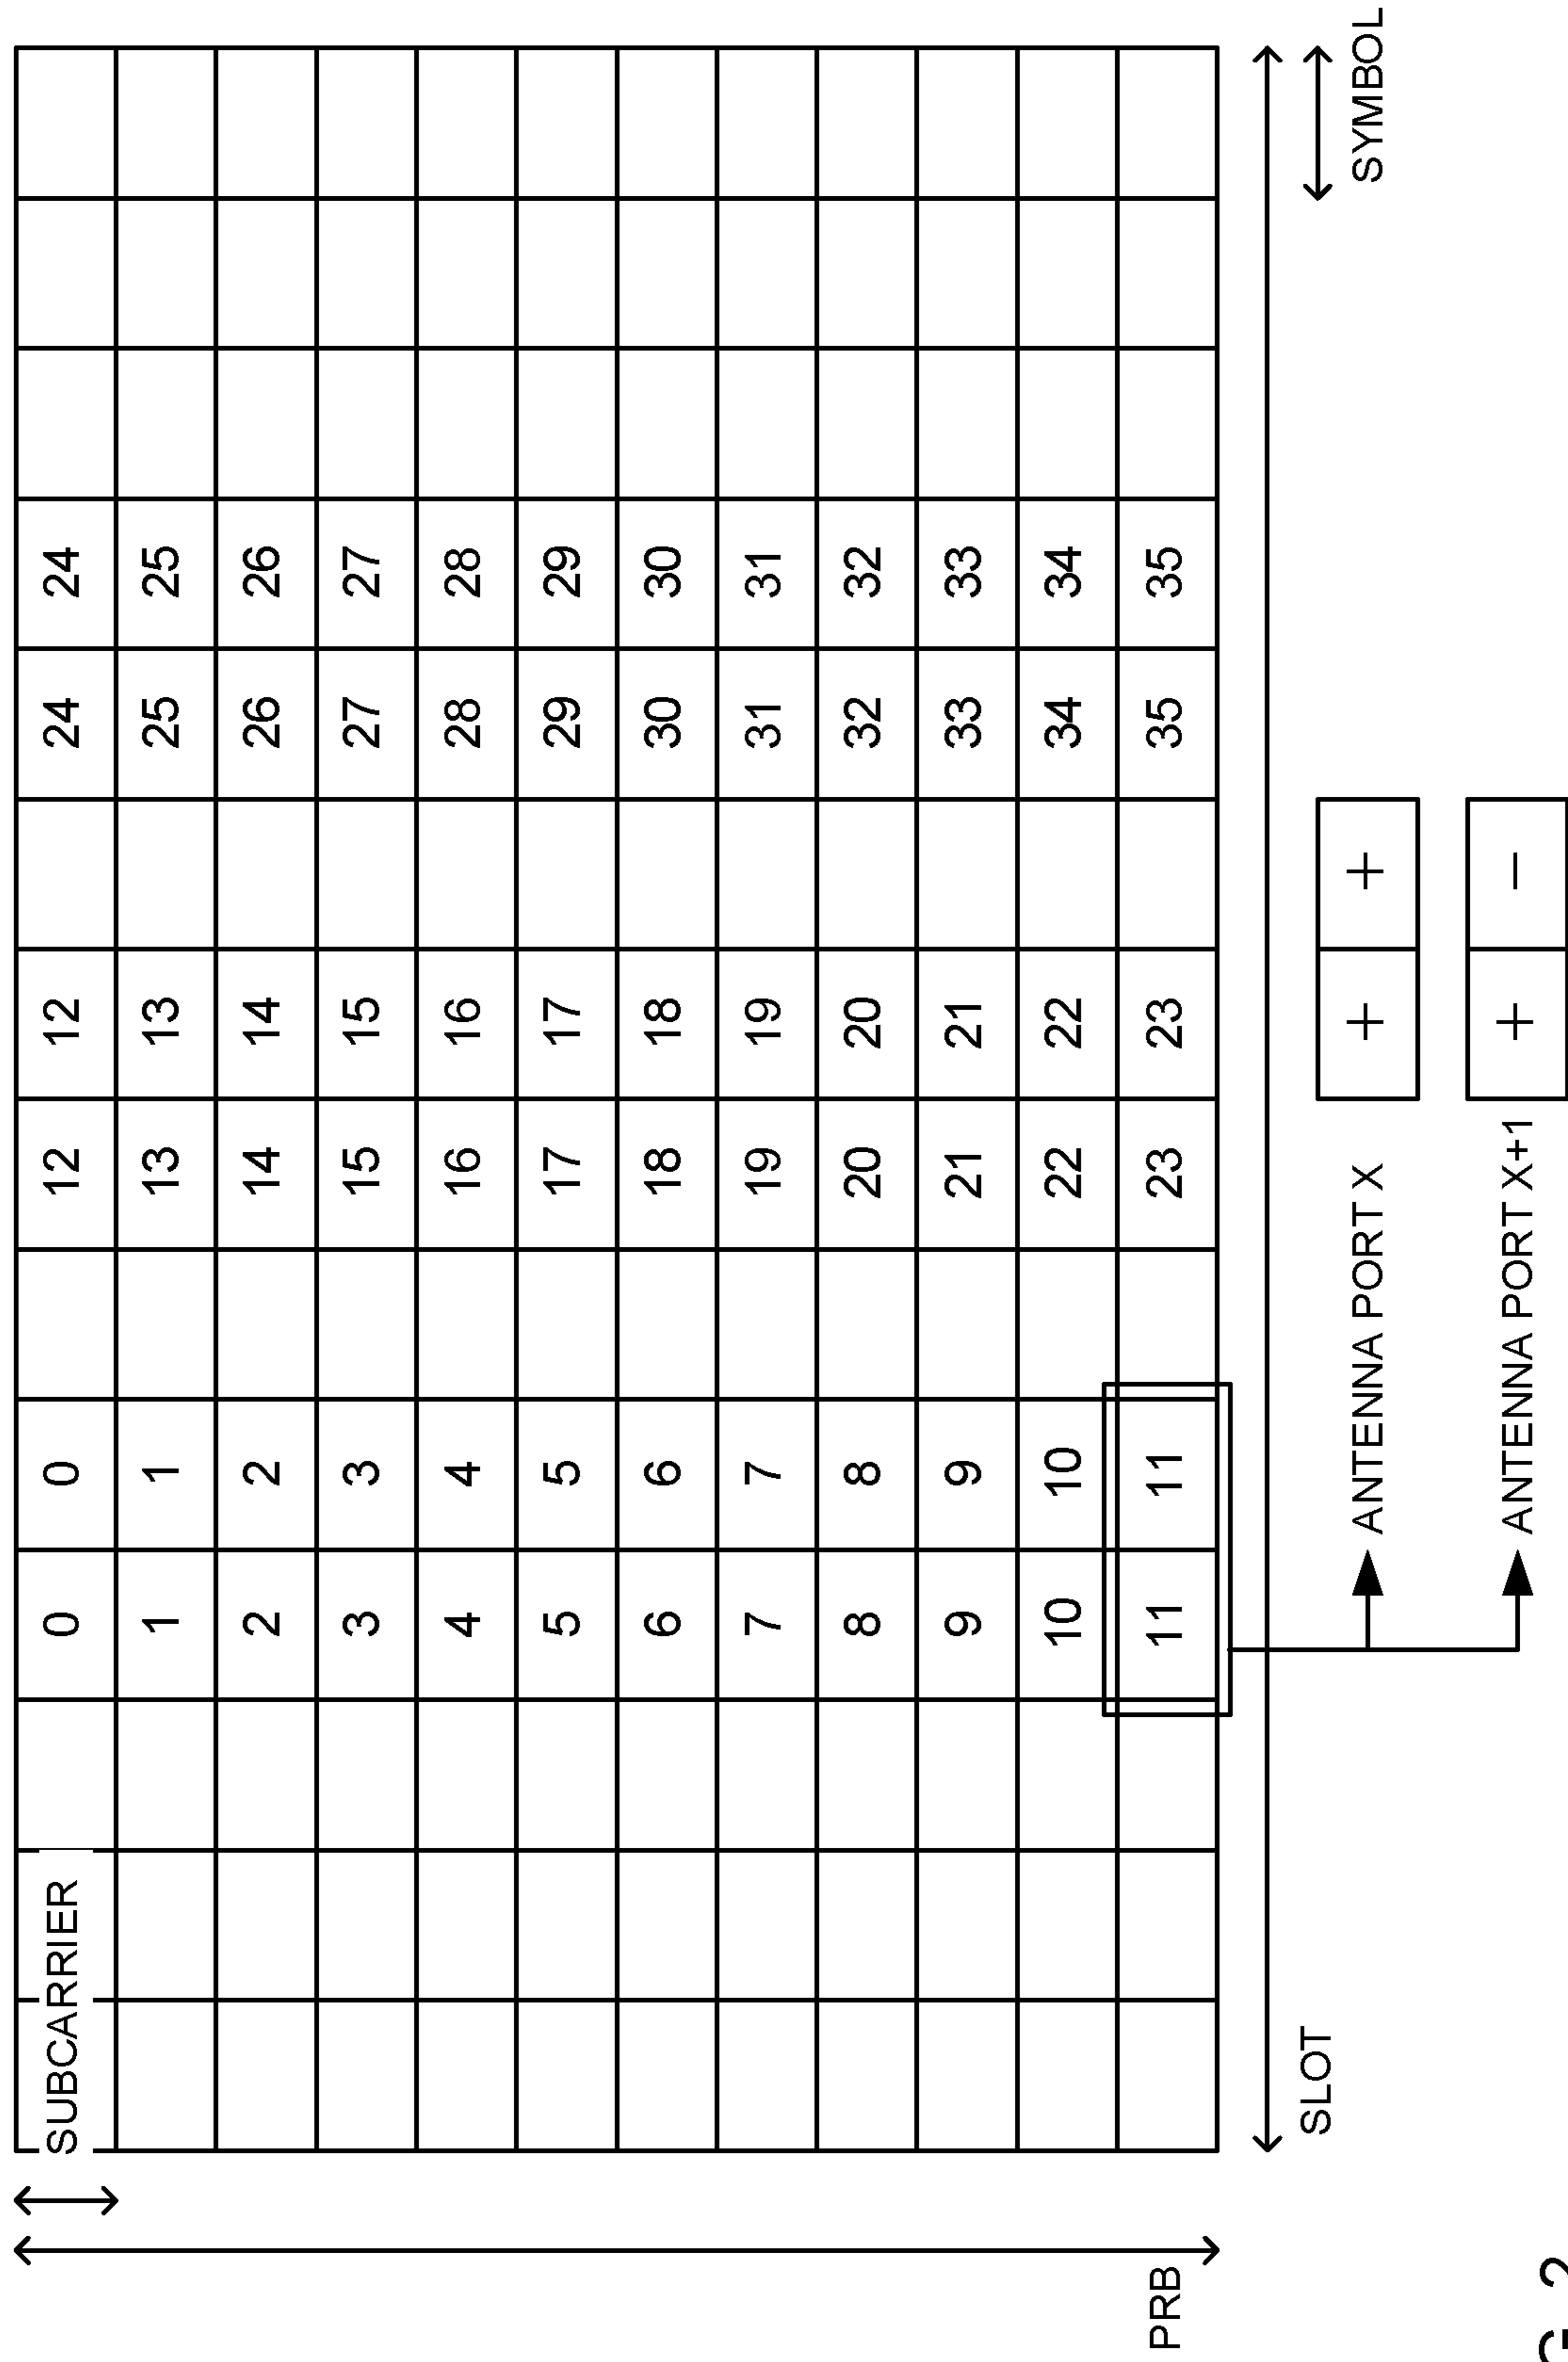 SUBCARRIER 0 0 12 12 24 24
1 1 13 13 25 25
2 2 14 14 26 26
3 3 15 15 27 27
4 4 16 16 28 28
5 5 17 17 29 29
6 6 18 18 30 30
7 7 19 19 31 31
8 8 20 20 32 32
9 9 21 21 33 33
10 10 22 22 34 34
PRB 11 11 23 23 35 35
SLOT
ANTENNA PORT X + + SYMBOL
ANTENNA PORT X+1 + −